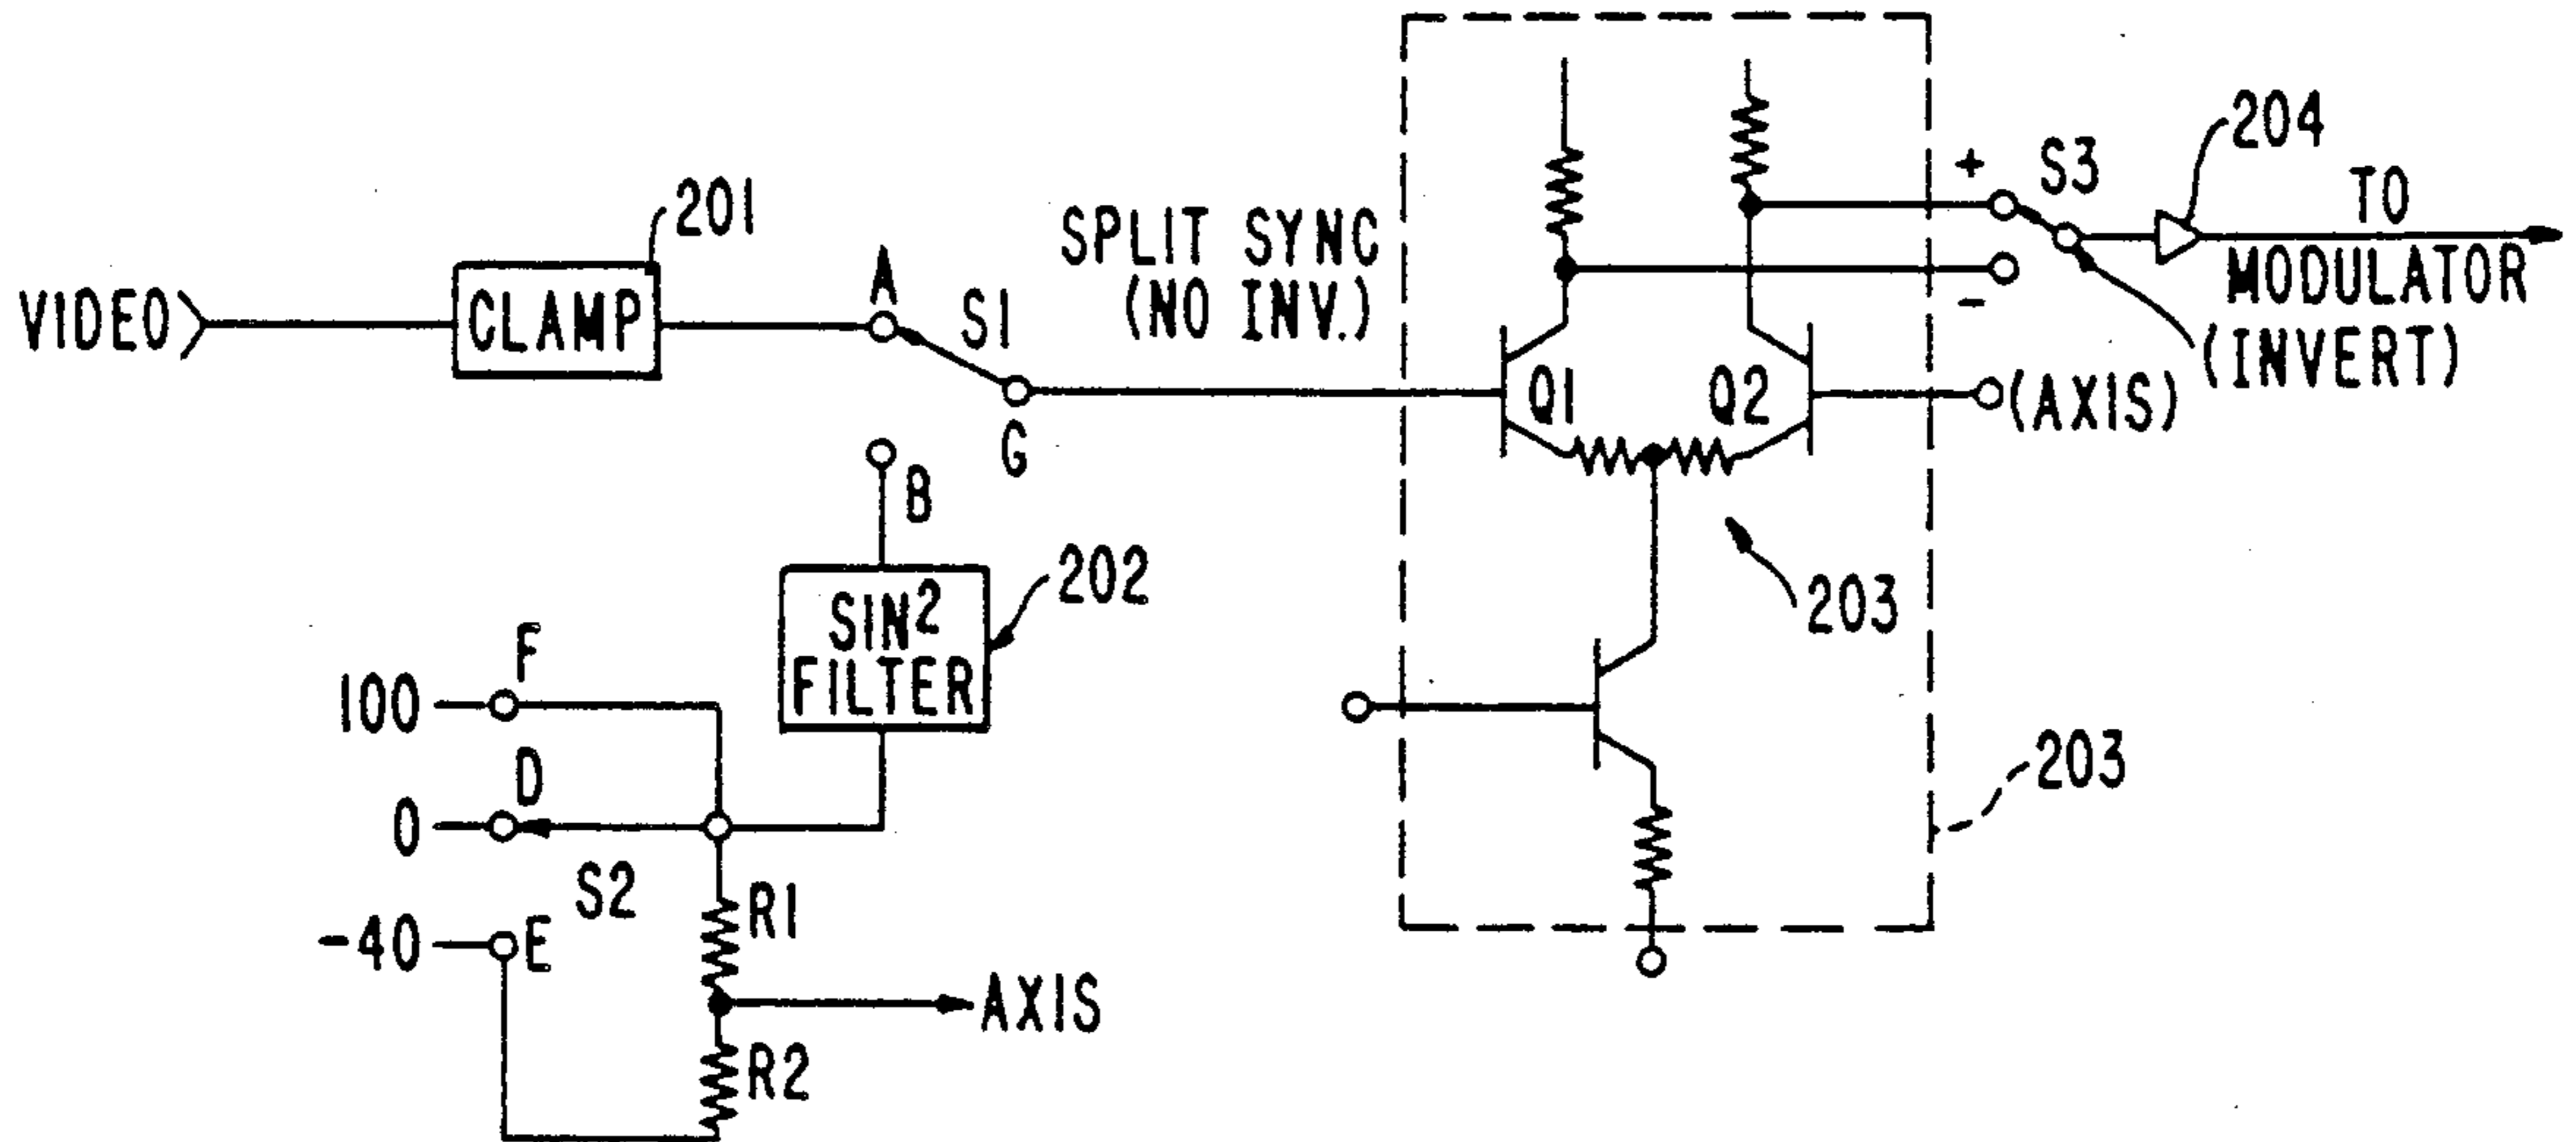 204
TO
MODULATOR
(INVERT)
+
S3
-
201
A
S1
SPLIT SYNC
(NO INV.)
VIDEO
CLAMP
G
Q1
Q2
(AXIS)
B
202
SIN2
FILTER
203
F
100
D
0
S2
203
R1
-40
E
AXIS
R2